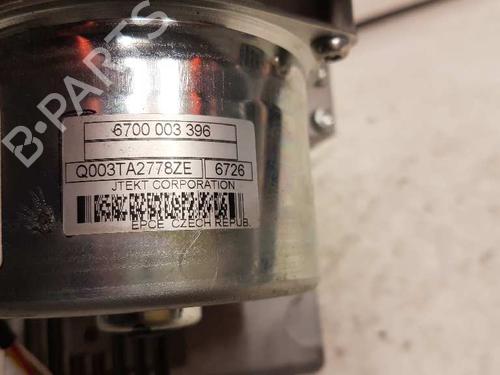 B-PARTS
6700 003 396
Q003TA2778ZE 6726
JTEKT CORPORATION
EPCE CZECH REPUB.